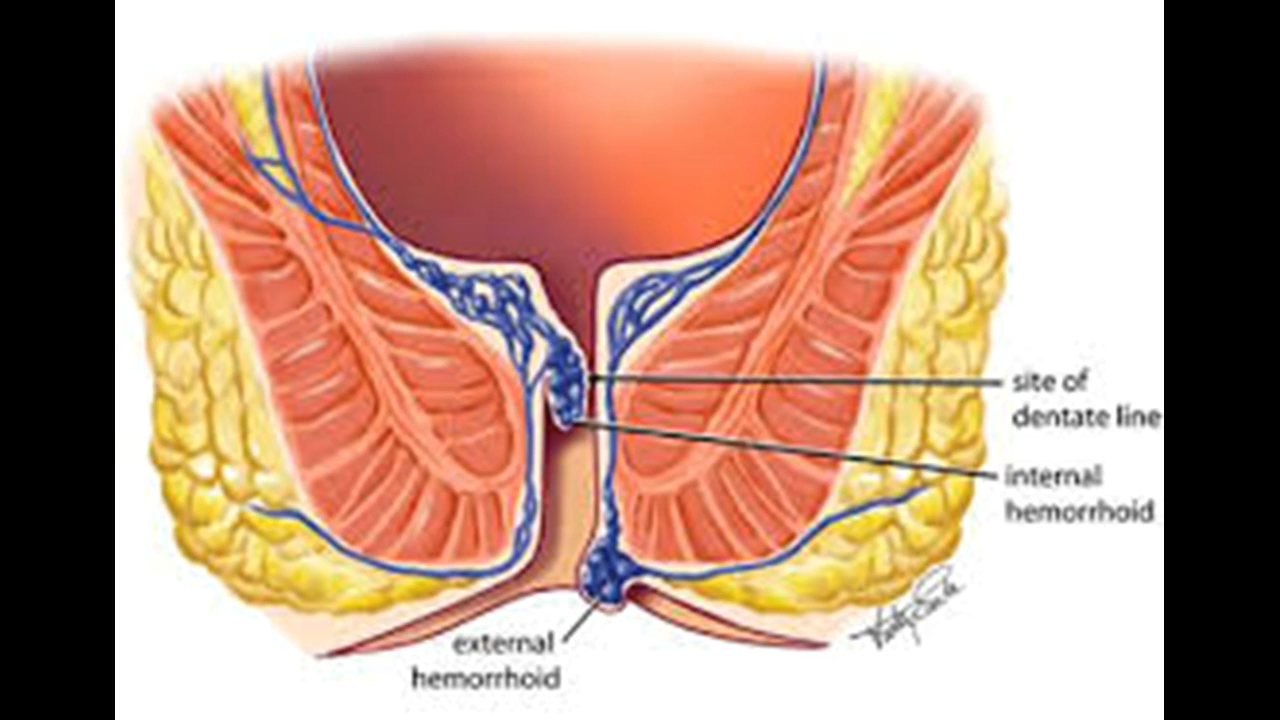 site of
dentate line
internal
hemorrhoid
external
hemorrhoid